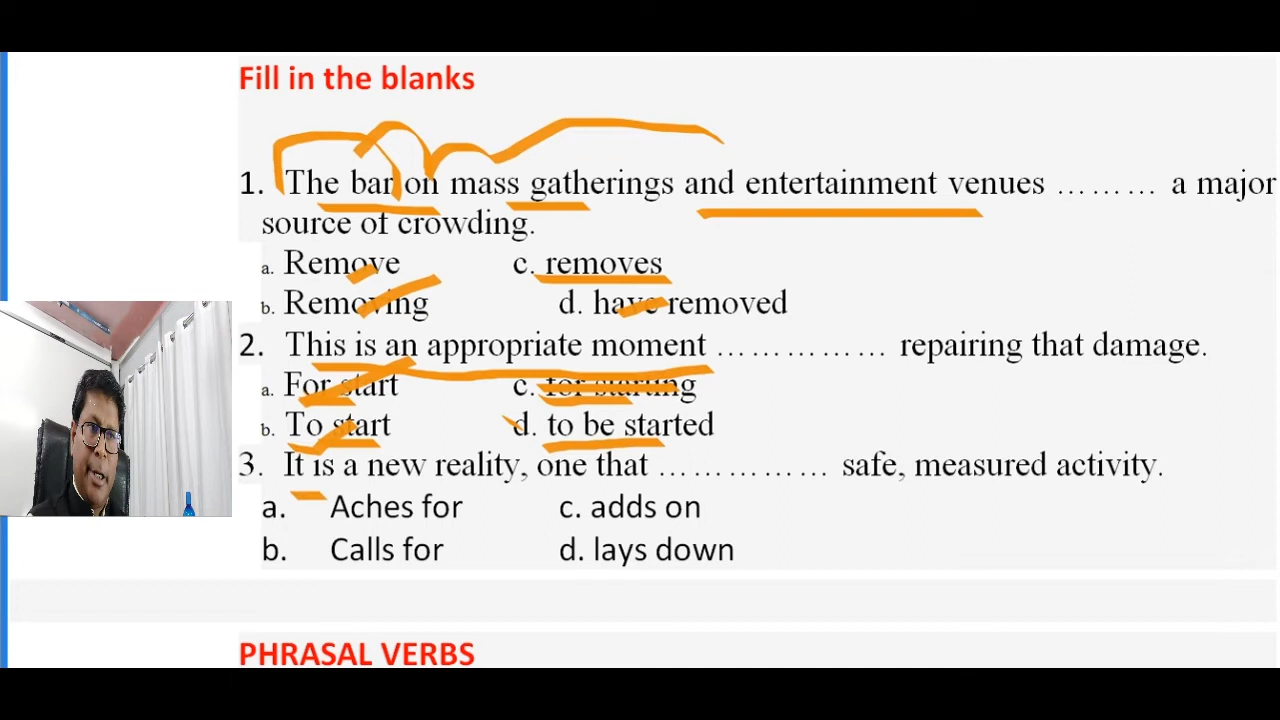 Fill in the blanks
1. The bar on mass gatherings and entertainment venues ……… a major
source of crowding.
a. Remove c. removes
b. Removing d. have removed
2. This is an appropriate moment …………… repairing that damage.
a. For start c. for starting
b. To start d. to be started
3. It is a new reality, one that …………… safe, measured activity.
a. Aches for c. adds on
b. Calls for d. lays down
PHRASAL VERBS